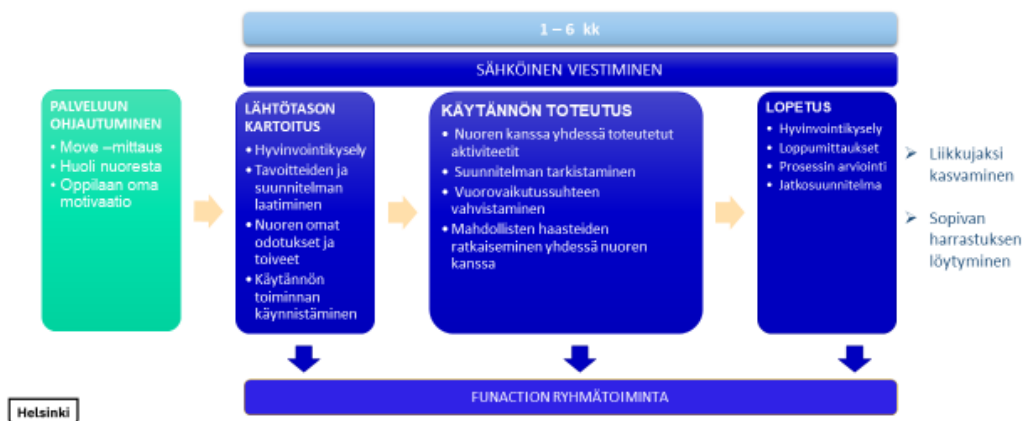 1 – 6 kk
SÄHKÖINEN VIESTIMINEN
PALVELUUN
OHJAUTUMINEN
• Move –mittaus
• Huoli nuoresta
• Oppilaan oma
motivaatio
LÄHTÖTASON
KARTOITUS
• Hyvinvointikysely
• Tavoitteiden ja
suunnitelman
laatiminen
• Nuoren omat
odotukset ja
toiveet
• Käytännön
toiminnan
käynnistäminen
KÄYTÄNNÖN TOTEUTUS
• Nuoren kanssa yhdessä toteutetut
aktiviteetit
• Suunnitelman tarkistaminen
• Vuorovaikutussuhteen
vahvistaminen
• Mahdollisten haasteiden
ratkaiseminen yhdessä nuoren
kanssa
LOPETUS
• Hyvinvointikysely
• Loppumittaukset
• Prosessin arviointi
• Jatkosuunnitelma
➢ Liikkujaksi
kasvaminen
➢ Sopivan
harrastuksen
löytyminen
FUNACTION RYHMÄTOIMINTA
Helsinki